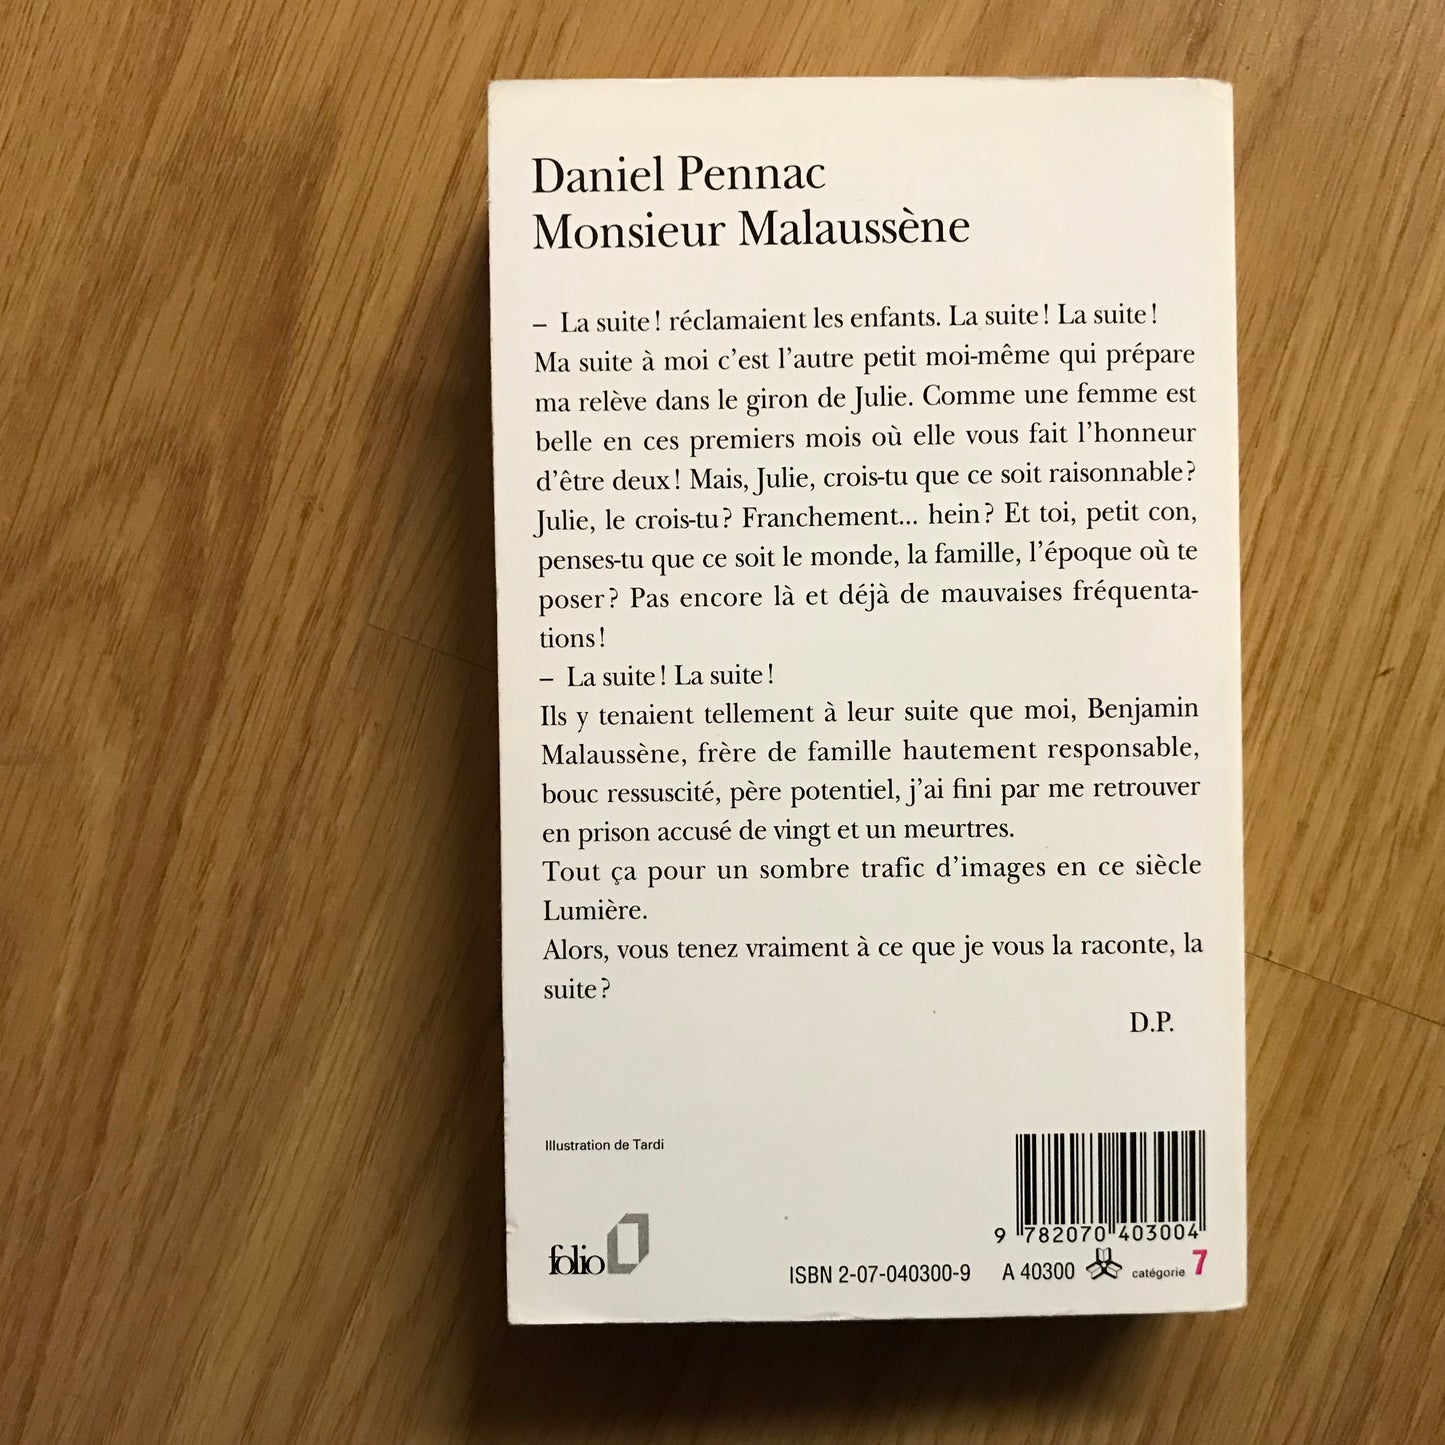 Daniel Pennac
Monsieur Malaussène
– La suite ! réclamaient les enfants. La suite ! La suite !
Ma suite à moi c’est l’autre petit moi-même qui prépare
ma relève dans le giron de Julie. Comme une femme est
belle en ces premiers mois où elle vous fait l’honneur
d’être deux ! Mais, Julie, crois-tu que ce soit raisonnable ?
Julie, le crois-tu ? Franchement... hein ? Et toi, petit con,
penses-tu que ce soit le monde, la famille, l’époque où te
poser ? Pas encore là et déjà de mauvaises fréquenta-
tions !
– La suite ! La suite !
Ils y tenaient tellement à leur suite que moi, Benjamin
Malaussène, frère de famille hautement responsable,
bouc ressuscité, père potentiel, j’ai fini par me retrouver
en prison accusé de vingt et un meurtres.
Tout ça pour un sombre trafic d’images en ce siècle
Lumière.
Alors, vous tenez vraiment à ce que je vous la raconte, la
suite ?
D.P.
Illustration de Tardi
9 782070 403004
folio
ISBN 2-07-040300-9 A 40300 catégorie 7